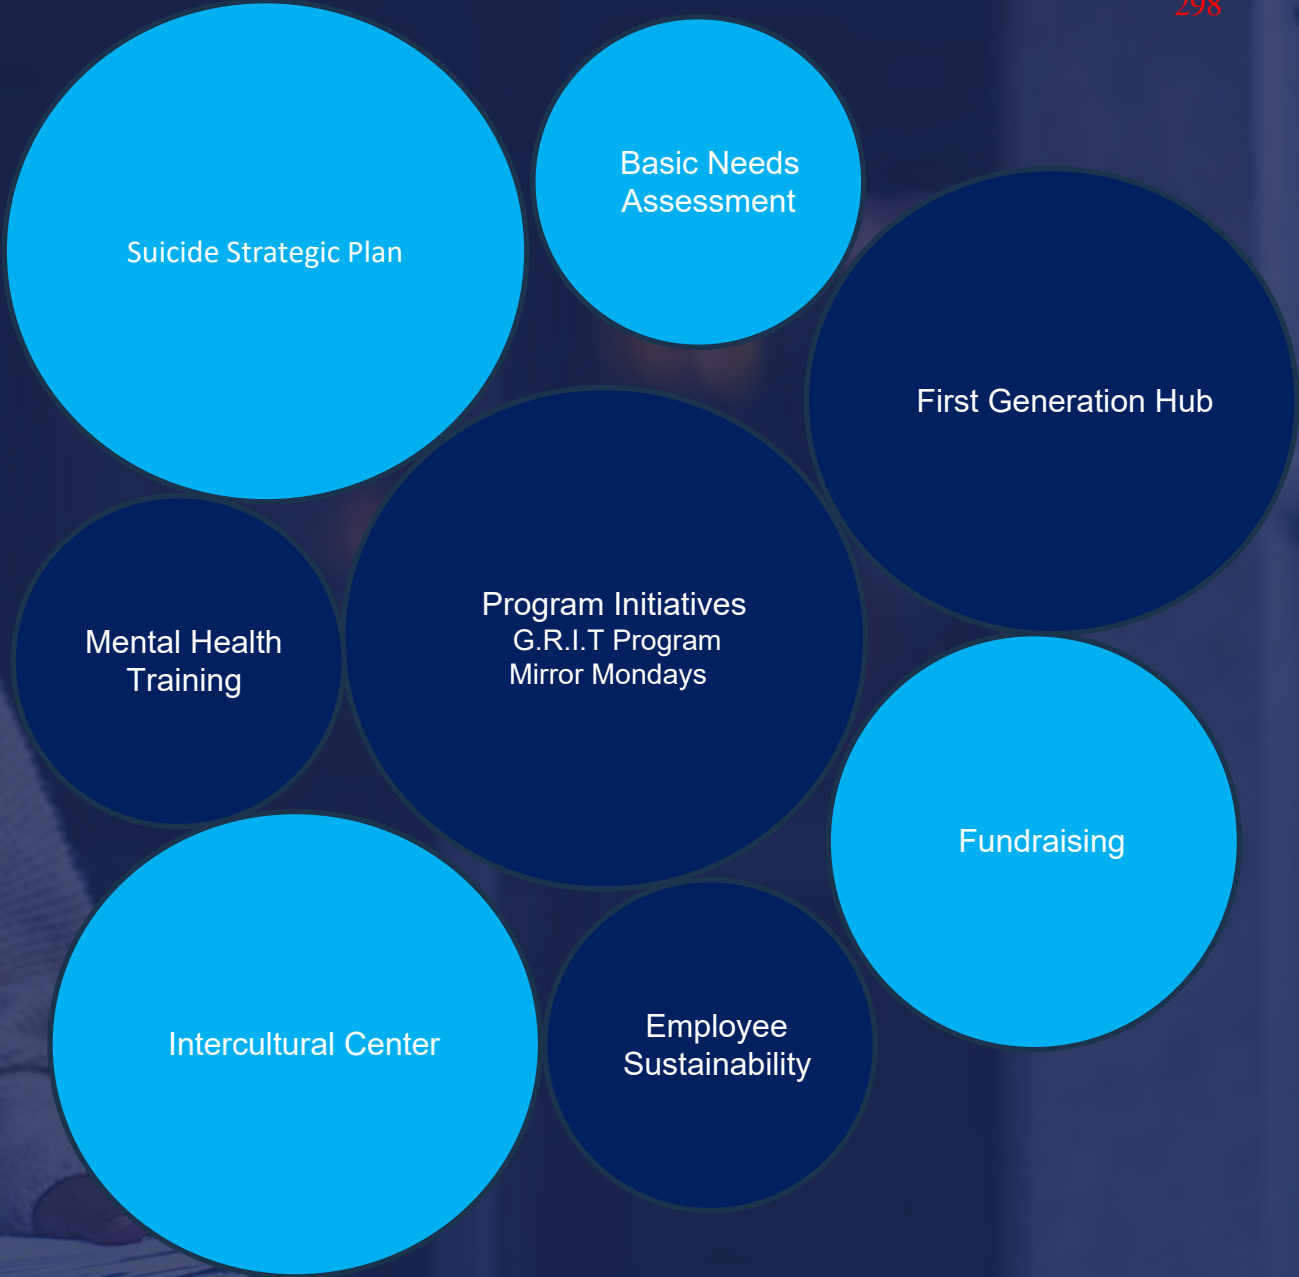 298
Suicide Strategic Plan
Basic Needs
Assessment
First Generation Hub
Mental Health
Training
Program Initiatives
G.R.I.T Program
Mirror Mondays
Fundraising
Intercultural Center
Employee
Sustainability